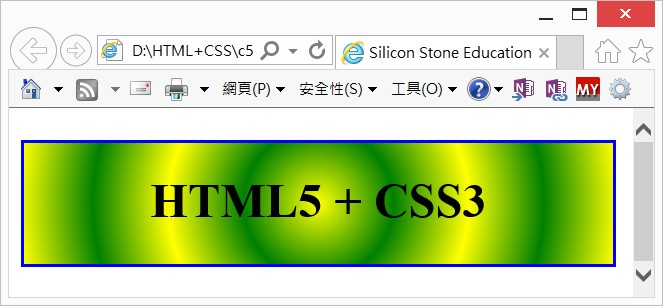 D:\HTML+CSS\c5
Silicon Stone Education
網頁(P) 安全性(S) 工具(O) MY
HTML5 + CSS3